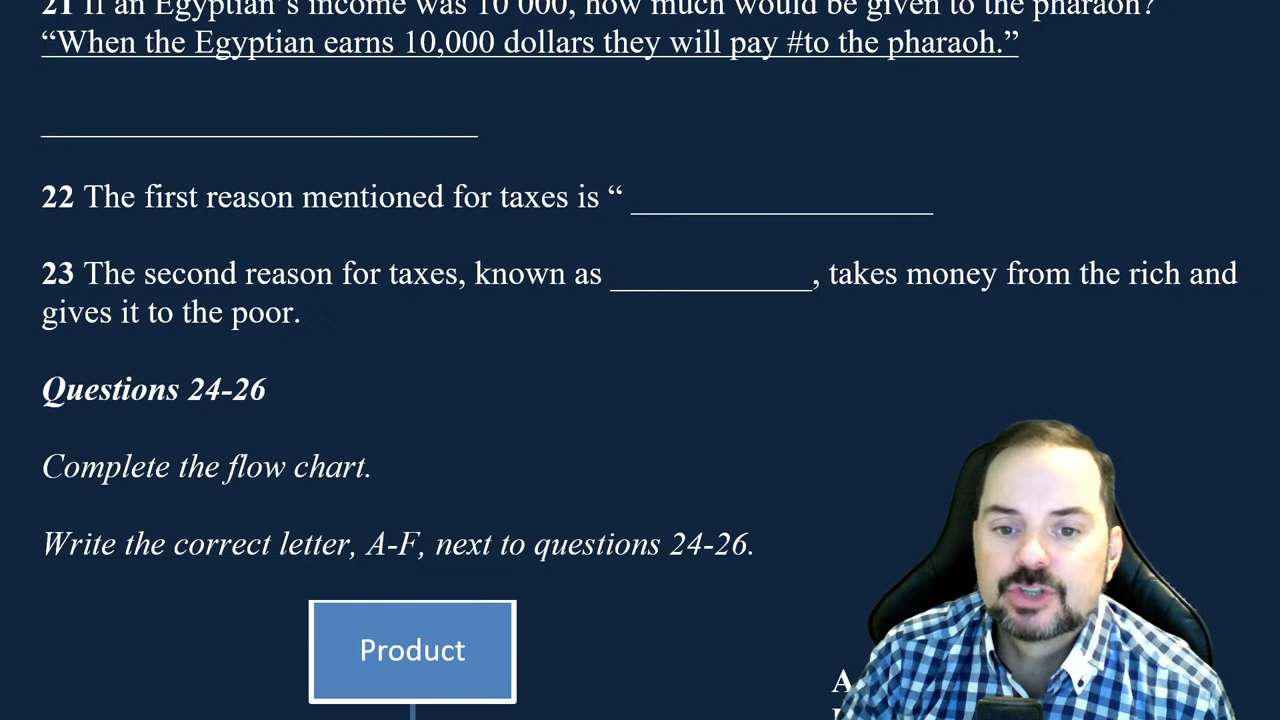 21 If an Egyptian's income was 10 000, how much would be given to the pharaoh?
“When the Egyptian earns 10,000 dollars they will pay #to the pharaoh.”
22 The first reason mentioned for taxes is “ ____________________
23 The second reason for taxes, known as _____________, takes money from the rich and
gives it to the poor.
Questions 24-26
Complete the flow chart.
Write the correct letter, A-F, next to questions 24-26.
Product
A